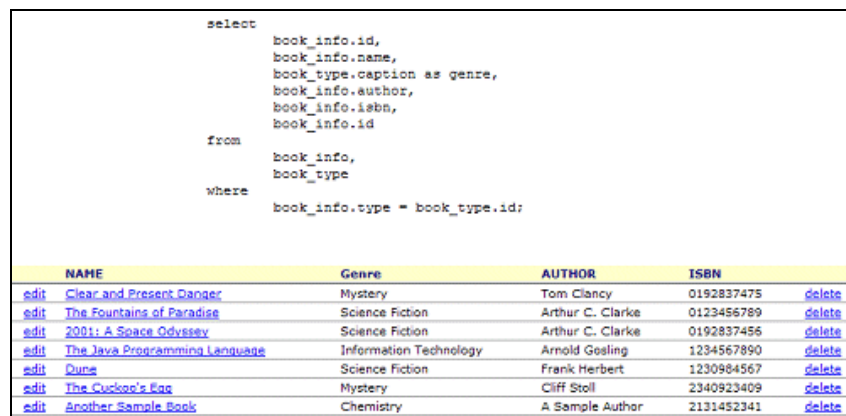 select
book_info.id,
book_info.name,
book_type.caption as genre,
book_info.author,
book_info.isbn,
book_info.id
from
book_info,
book_type
where
book_info.type = book_type.id;
NAME Genre AUTHOR ISBN
edit Clear and Present Danger Mystery Tom Clancy 0192837475 delete
edit The Fountains of Paradise Science Fiction Arthur C. Clarke 0123456789 delete
edit 2001: A Space Odyssey Science Fiction Arthur C. Clarke 0192837456 delete
edit The Java Programming Language Information Technology Arnold Gosling 1234567890 delete
edit Dune Science Fiction Frank Herbert 1230984567 delete
edit The Cuckoo's Egg Mystery Cliff Stoll 2340923409 delete
edit Another Sample Book Chemistry A Sample Author 2131452341 delete